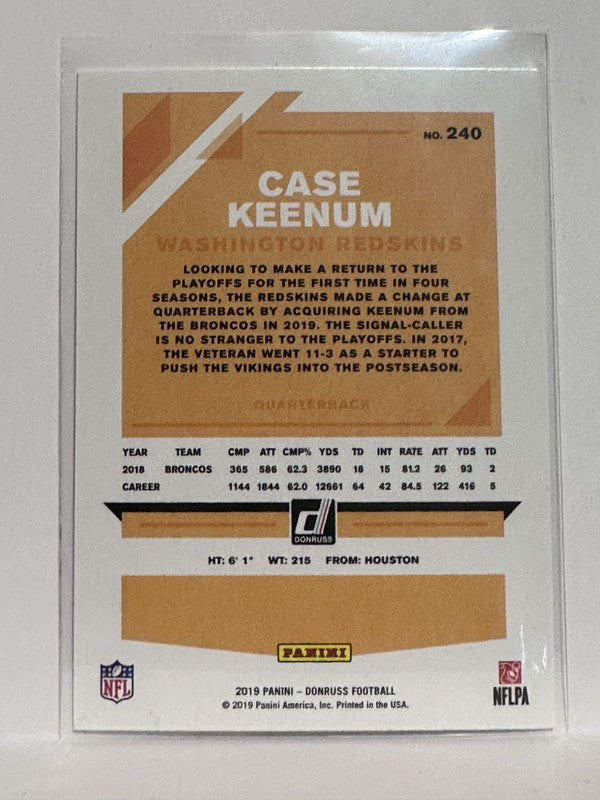 NO. 240
CASE
KEENUM
WASHINGTON REDSKINS
LOOKING TO MAKE A RETURN TO THE
PLAYOFFS FOR THE FIRST TIME IN FOUR
SEASONS, THE REDSKINS MADE A CHANGE AT
QUARTERBACK BY ACQUIRING KEENUM FROM
THE BRONCOS IN 2019. THE SIGNAL-CALLER
IS NO STRANGER TO THE PLAYOFFS. IN 2017,
THE VETERAN WENT 11-3 AS A STARTER TO
PUSH THE VIKINGS INTO THE POSTSEASON.
QUARTERBACK
YEAR TEAM CMP ATT CMP% YDS TD INT RATE ATT YDS TD
2018 BRONCOS 365 586 62.3 3890 18 15 81.2 26 93 2
CAREER 1144 1844 62.0 12661 64 42 84.5 122 416 5
d
DONRUSS
HT: 6' 1" WT: 215 FROM: HOUSTON
PANINI
NFL
NFLPA
2019 PANINI – DONRUSS FOOTBALL
© 2019 Panini America, Inc. Printed in the USA.